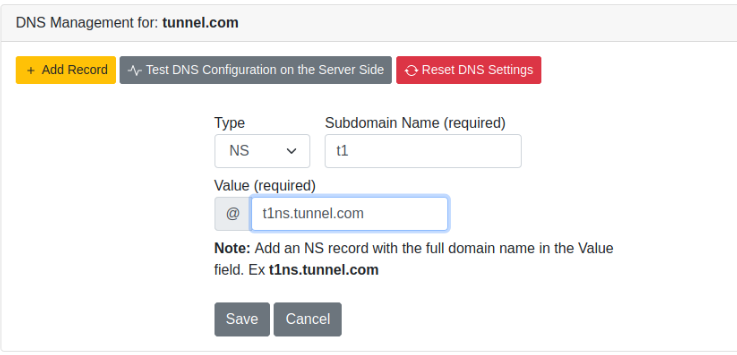 DNS Management for: tunnel.com
+ Add Record Test DNS Configuration on the Server Side Reset DNS Settings
Type Subdomain Name (required)
NS t1
Value (required)
@ t1ns.tunnel.com
Note: Add an NS record with the full domain name in the Value
field. Ex t1ns.tunnel.com
Save Cancel